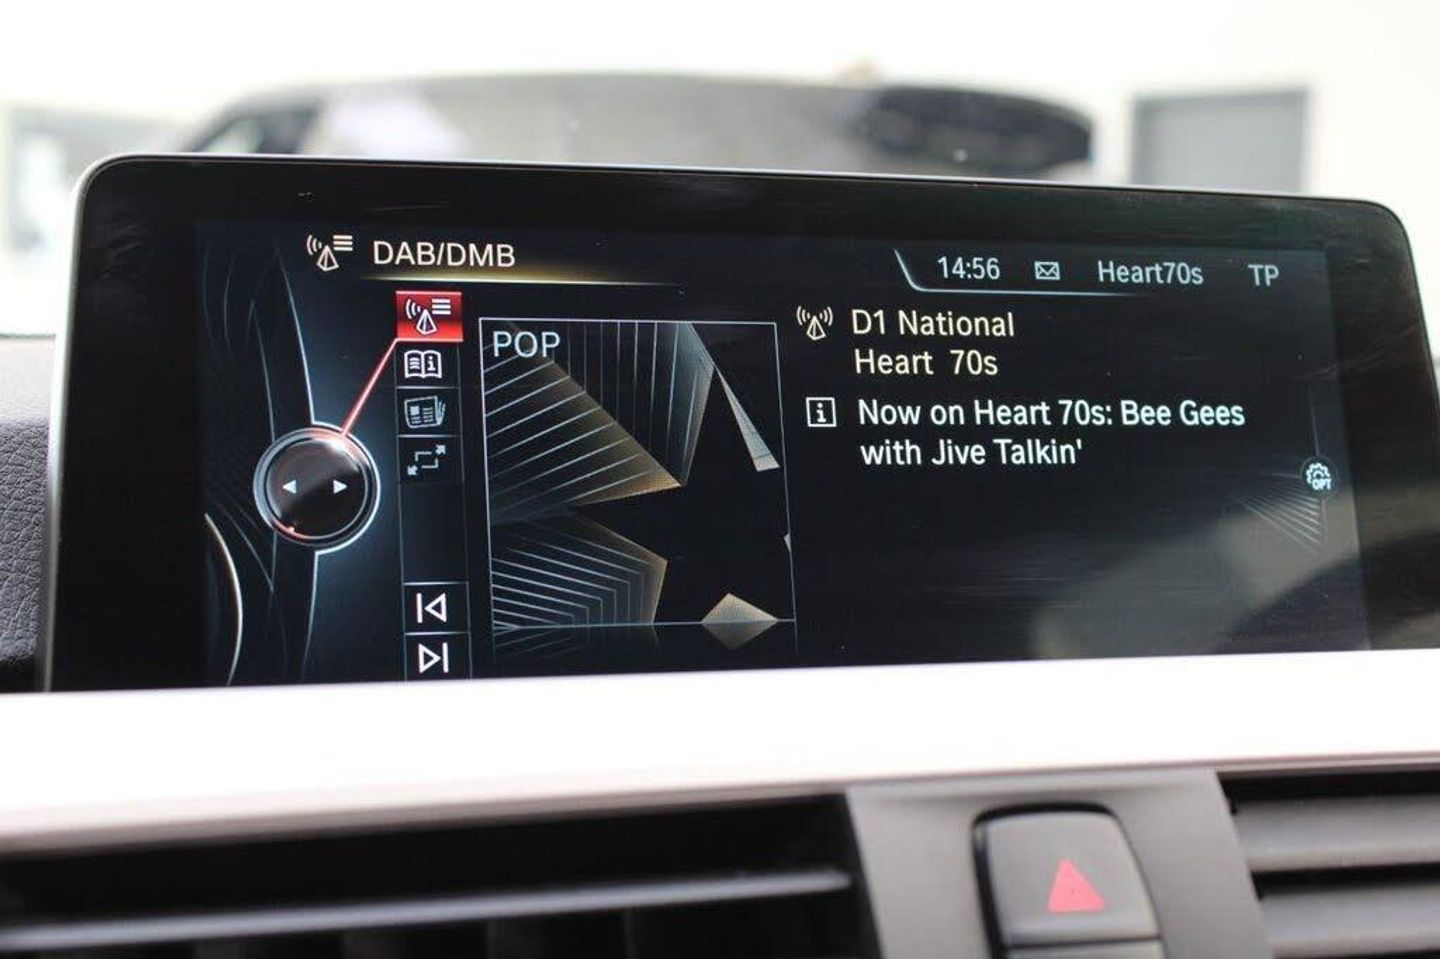 DAB/DMB
14:56 Heart70s TP
POP
D1 National
Heart 70s
Now on Heart 70s: Bee Gees
with Jive Talkin'
OPT